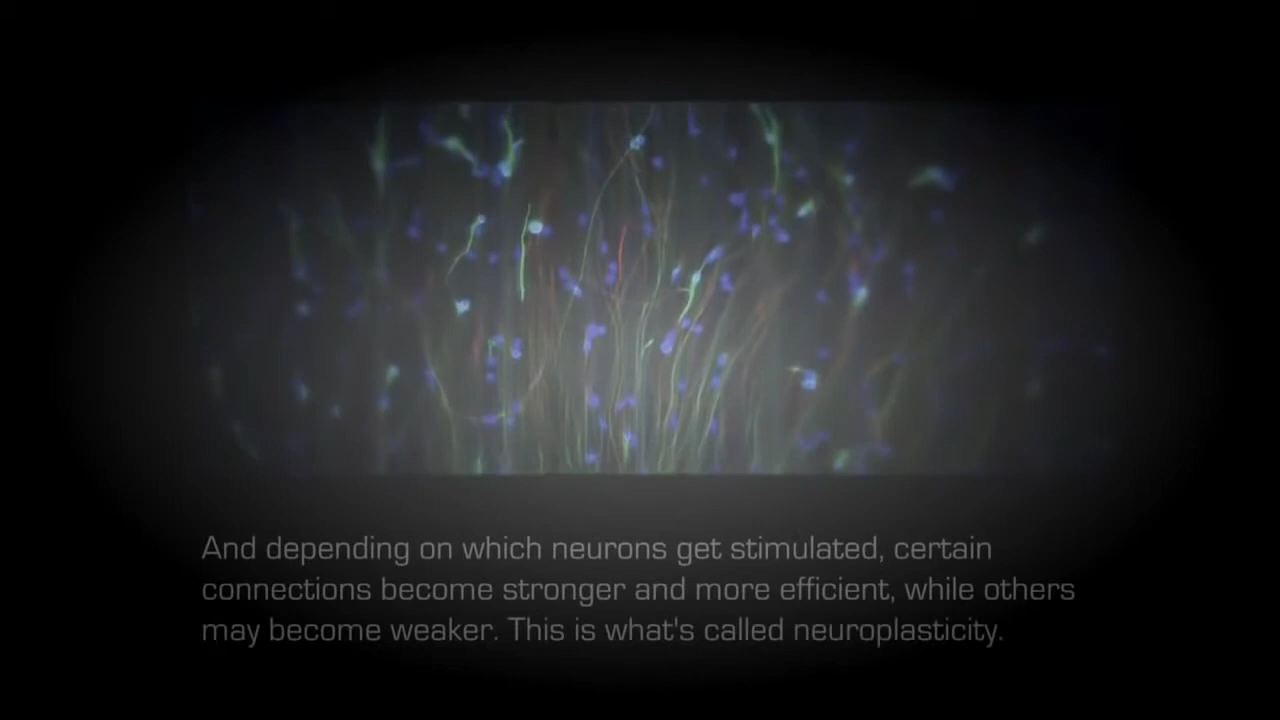 And depending on which neurons get stimulated, certain
connections become stronger and more efficient, while others
may become weaker. This is what's called neuroplasticity.